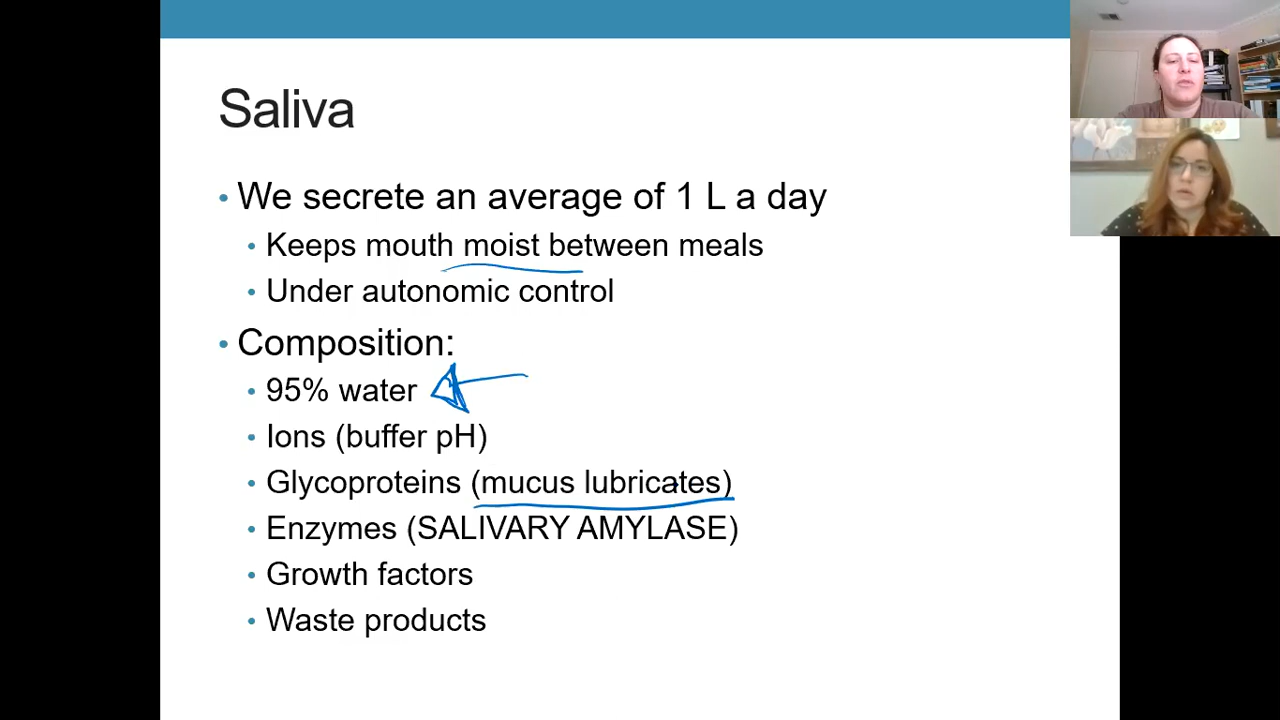 Saliva
• We secrete an average of 1 L a day
• Keeps mouth moist between meals
• Under autonomic control
• Composition:
• 95% water
• Ions (buffer pH)
• Glycoproteins (mucus lubricates)
• Enzymes (SALIVARY AMYLASE)
• Growth factors
• Waste products